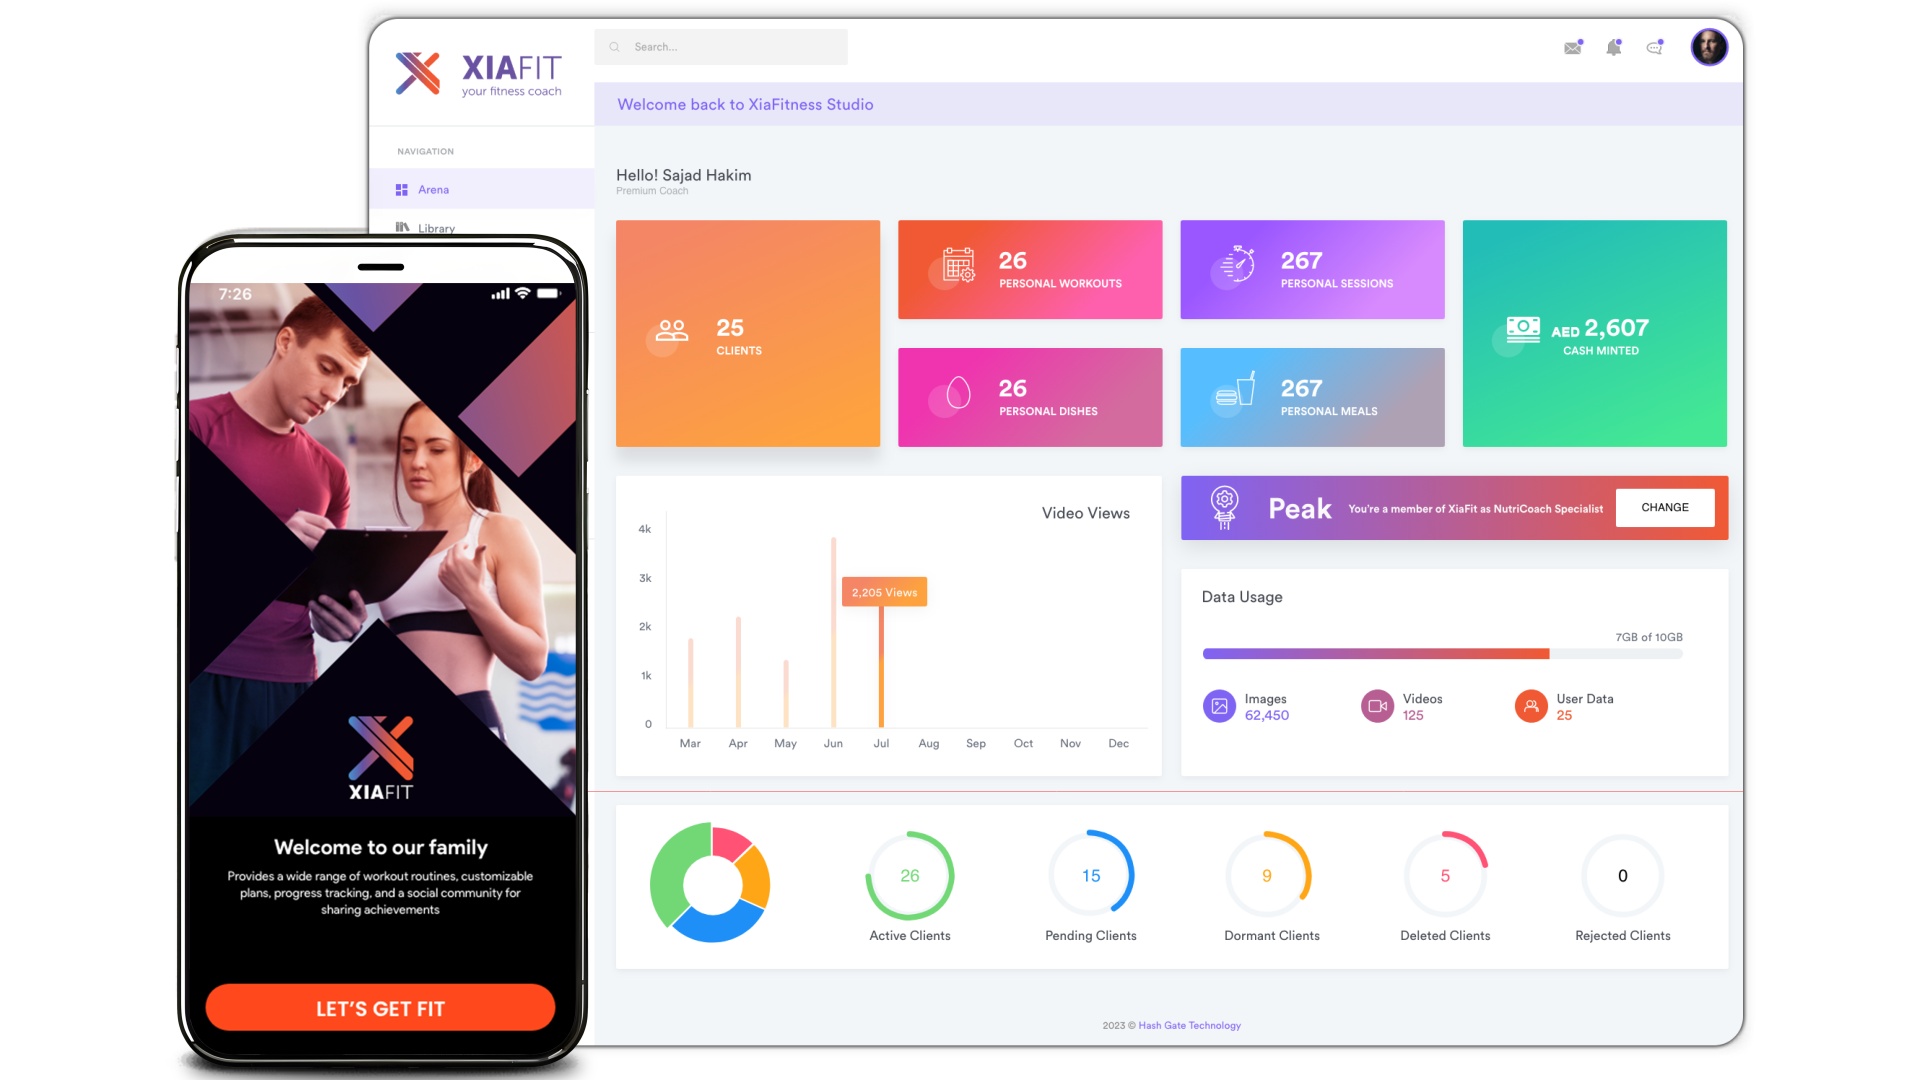 XIAFIT
your fitness coach
Search...
Welcome back to XiaFitness Studio
NAVIGATION
Arena
Library
Hello! Sajad Hakim
Premium Coach
25
CLIENTS
26
PERSONAL WORKOUTS
267
PERSONAL SESSIONS
AED 2,607
CASH MINTED
26
PERSONAL DISHES
267
PERSONAL MEALS
Video Views
4k
3k
2k
1k
0
2,205 Views
Mar Apr May Jun Jul Aug Sep Oct Nov Dec
Peak You're a member of XiaFit as NutriCoach Specialist CHANGE
Data Usage
7GB of 10GB
Images
62,450
Videos
125
User Data
25
26
Active Clients
15
Pending Clients
9
Dormant Clients
5
Deleted Clients
0
Rejected Clients
2023 © Hash Gate Technology
7:26
XIAFIT
Welcome to our family
Provides a wide range of workout routines, customizable
plans, progress tracking, and a social community for
sharing achievements
LET'S GET FIT